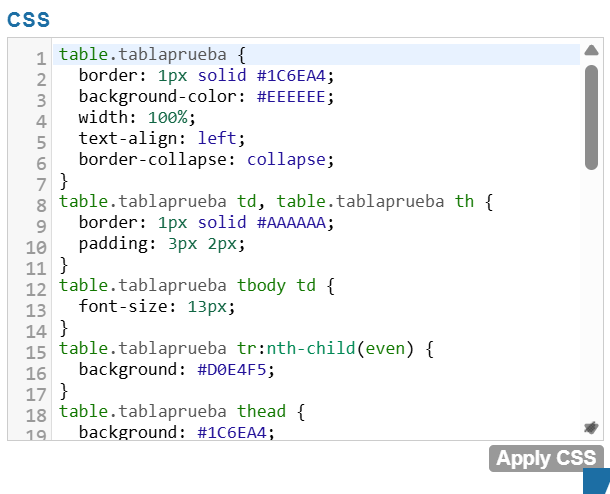 CSS
1 table.tablaprueba {
2 border: 1px solid #1C6EA4;
3 background-color: #EEEEEE;
4 width: 100%;
5 text-align: left;
6 border-collapse: collapse;
7 }
8 table.tablaprueba td, table.tablaprueba th {
9 border: 1px solid #AAAAAA;
10 padding: 3px 2px;
11 }
12 table.tablaprueba tbody td {
13 font-size: 13px;
14 }
15 table.tablaprueba tr:nth-child(even) {
16 background: #D0E4F5;
17 }
18 table.tablaprueba thead {
19 background: #1C6EA4;
Apply CSS